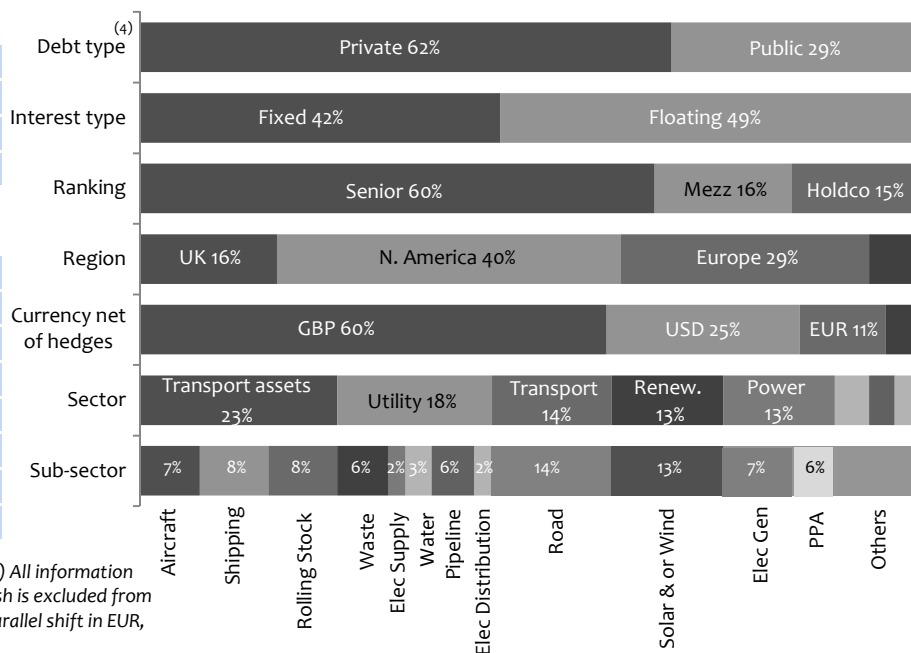 (4)
Debt type
Private 62%
Public 29%
Interest type
Fixed 42%
Floating 49%
Ranking
Senior 60%
Mezz 16%
Holdco 15%
Region
UK 16%
N. America 40%
Europe 29%
Currency net
of hedges
GBP 60%
USD 25%
EUR 11%
Sector
Transport assets
23%
Utility 18%
Transport
14%
Renew.
13%
Power
13%
Sub-sector
7%
8%
8%
6%
2%
3%
6%
2%
14%
13%
7%
6%
Aircraft
Shipping
Rolling Stock
Waste
Elec Supply
Water
Pipeline
Elec Distribution
Road
Solar & or Wind
Elec Gen
PPA
Others
) All information
is excluded from
shift in EUR,